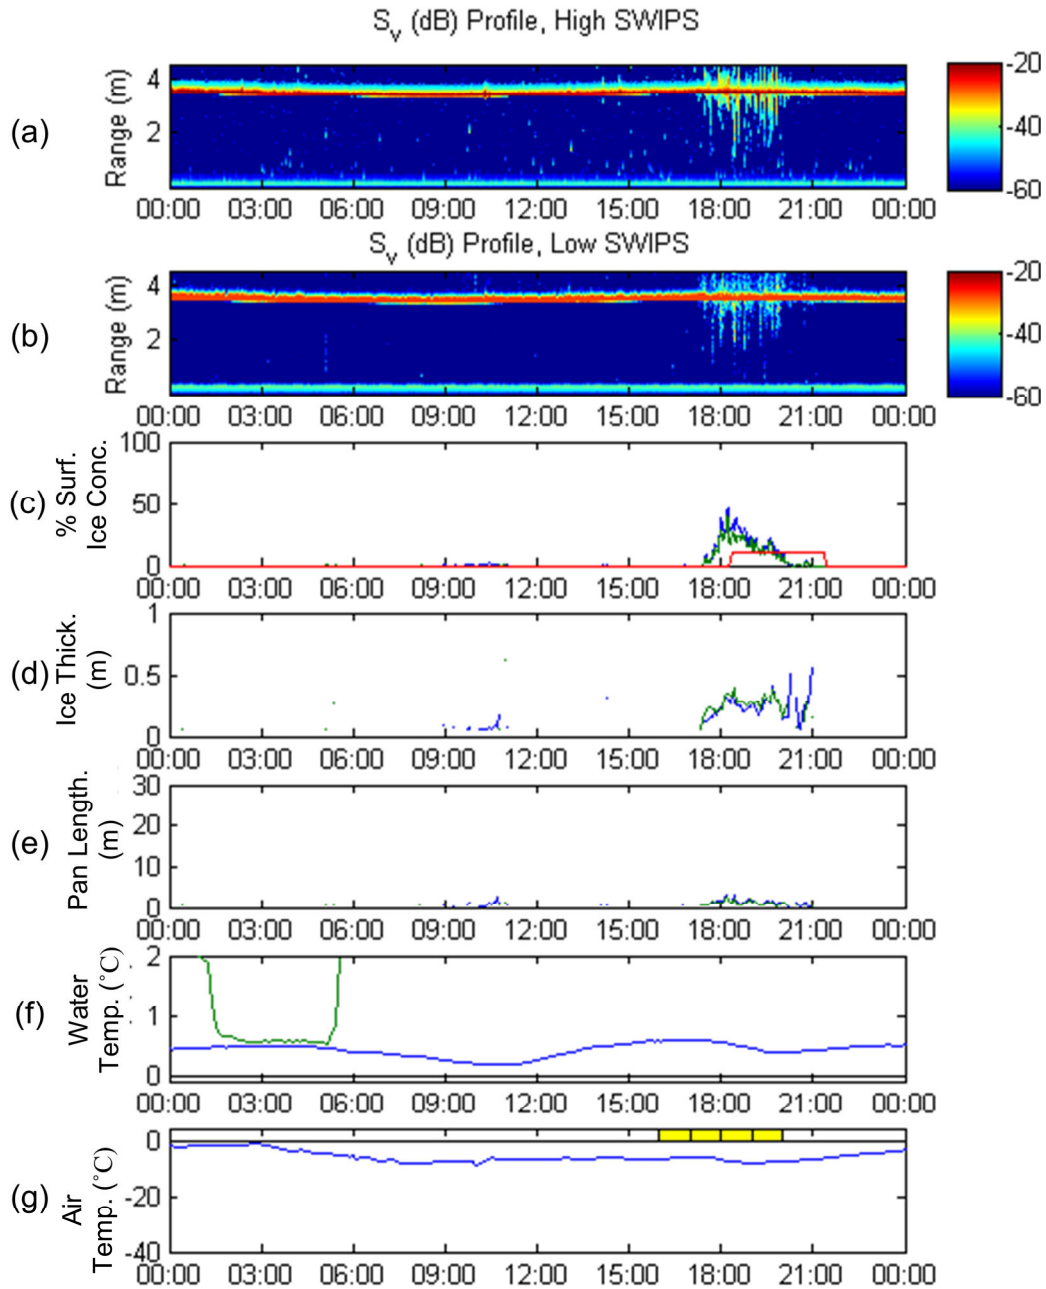 S_v (dB) Profile, High SWIPS
(a)
Range (m)
4
2
00:00 03:00 06:00 09:00 12:00 15:00 18:00 21:00 00:00
-20
-40
-60
S_v (dB) Profile, Low SWIPS
(b)
Range (m)
4
2
00:00 03:00 06:00 09:00 12:00 15:00 18:00 21:00 00:00
-20
-40
-60
(c)
% Surf.
Ice Conc.
100
50
0
00:00 03:00 06:00 09:00 12:00 15:00 18:00 21:00 00:00
(d)
Ice Thick.
(m)
1
0.5
0
00:00 03:00 06:00 09:00 12:00 15:00 18:00 21:00 00:00
(e)
Pan Length.
(m)
30
20
10
0
00:00 03:00 06:00 09:00 12:00 15:00 18:00 21:00 00:00
(f)
Water
Temp. (°C)
2
1
0
00:00 03:00 06:00 09:00 12:00 15:00 18:00 21:00 00:00
(g)
Air
Temp. (°C)
0
-20
-40
00:00 03:00 06:00 09:00 12:00 15:00 18:00 21:00 00:00